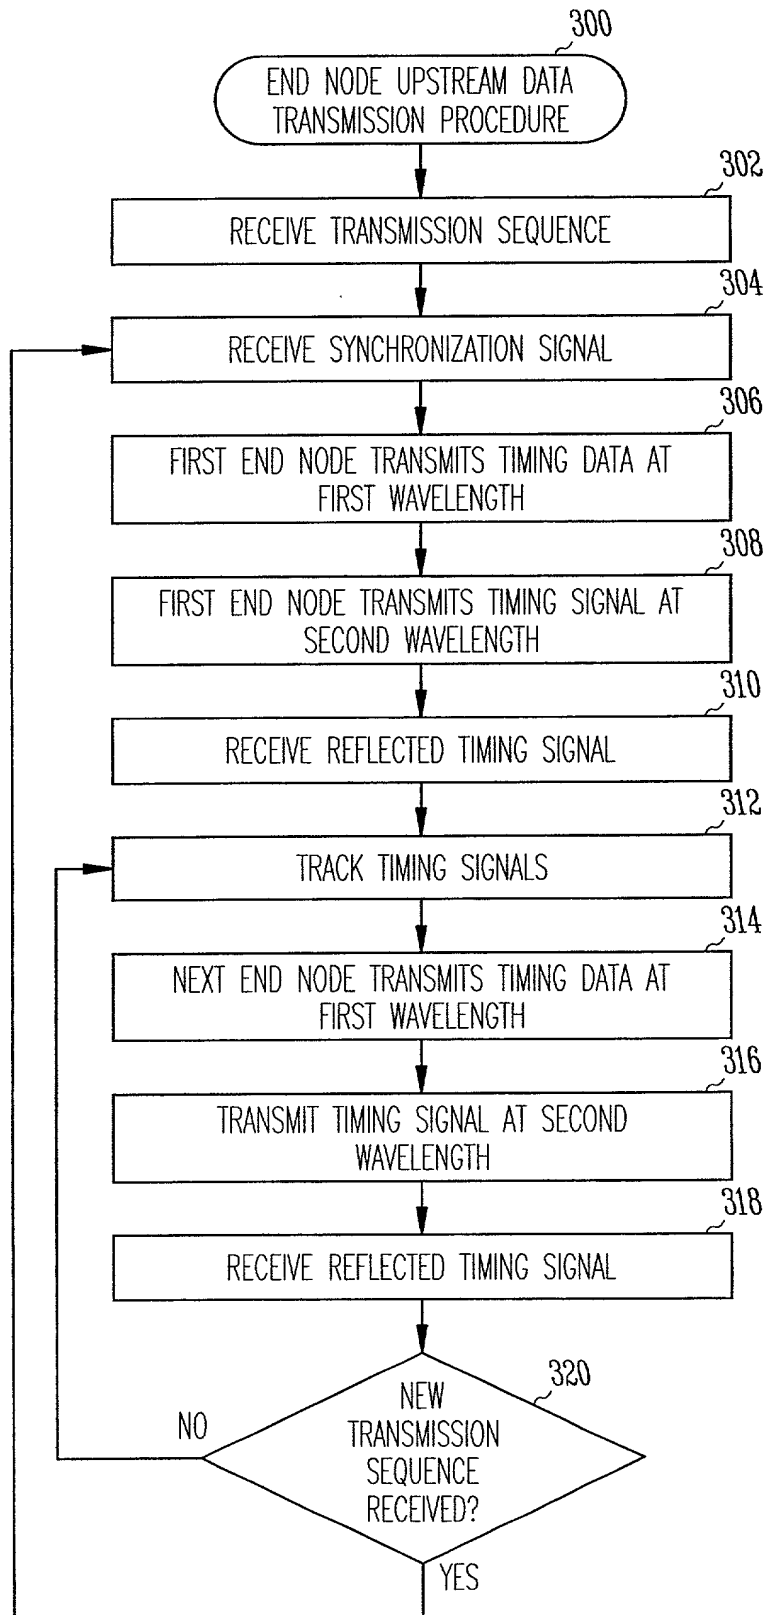 300
END NODE UPSTREAM DATA
TRANSMISSION PROCEDURE
302
RECEIVE TRANSMISSION SEQUENCE
304
RECEIVE SYNCHRONIZATION SIGNAL
306
FIRST END NODE TRANSMITS TIMING DATA AT
FIRST WAVELENGTH
308
FIRST END NODE TRANSMITS TIMING SIGNAL AT
SECOND WAVELENGTH
310
RECEIVE REFLECTED TIMING SIGNAL
312
TRACK TIMING SIGNALS
314
NEXT END NODE TRANSMITS TIMING DATA AT
FIRST WAVELENGTH
316
TRANSMIT TIMING SIGNAL AT SECOND
WAVELENGTH
318
RECEIVE REFLECTED TIMING SIGNAL
320
NO
NEW
TRANSMISSION
SEQUENCE
RECEIVED?
YES